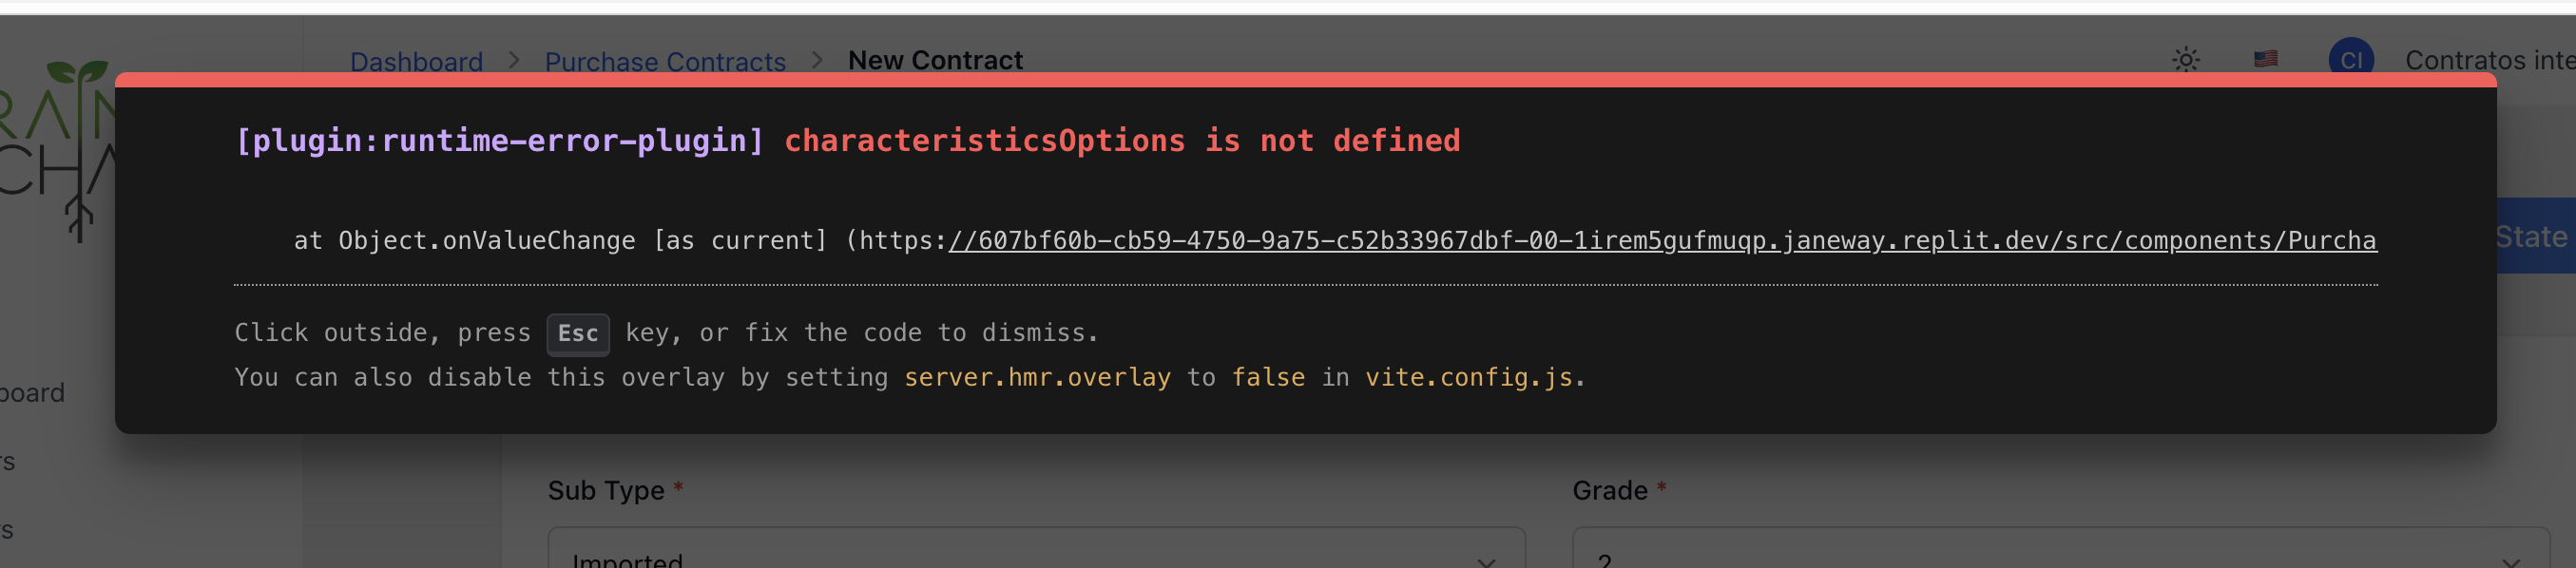 Dashboard > Purchase Contracts > New Contract
CI Contratos inte
RAIN
CHA
[plugin:runtime-error-plugin] characteristicsOptions is not defined
at Object.onValueChange [as current] (https://607bf60b-cb59-4750-9a75-c52b33967dbf-00-1irem5gufmuqp.janeway.replit.dev/src/components/Purcha
State
Click outside, press Esc key, or fix the code to dismiss.
You can also disable this overlay by setting server.hmr.overlay to false in vite.config.js.
board
rs
Sub Type * Grade *
s
Imported 2